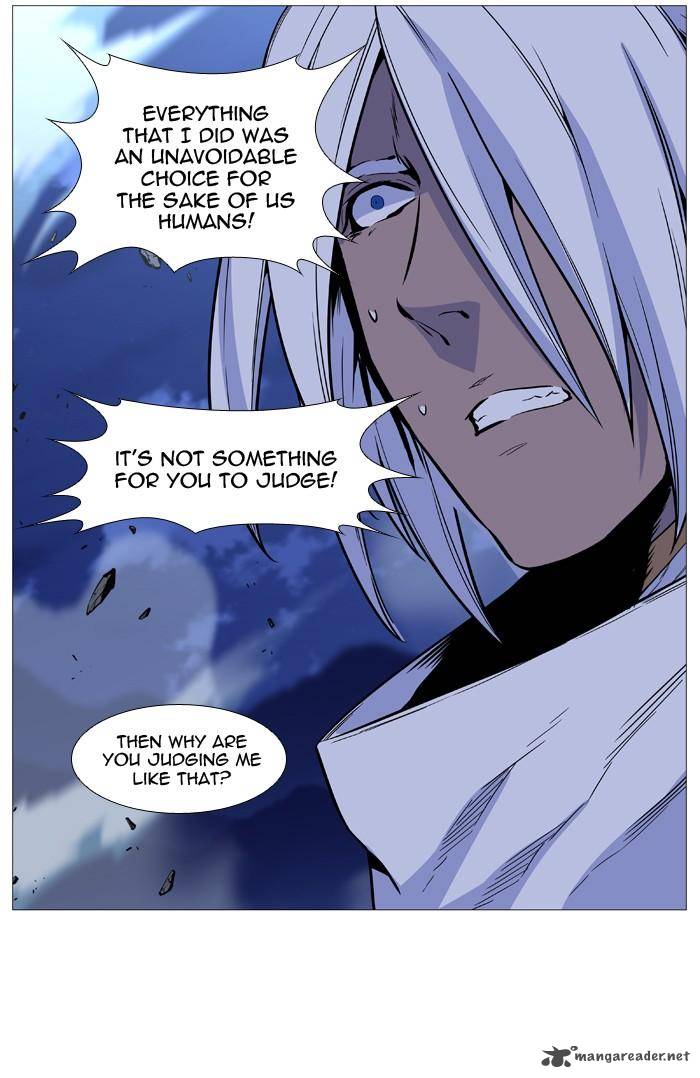 EVERYTHING
THAT I DID WAS
AN UNAVOIDABLE
CHOICE FOR
THE SAKE OF US
HUMANS!
IT'S NOT SOMETHING
FOR YOU TO JUDGE!
THEN WHY ARE
YOU JUDGING ME
LIKE THAT?
mangareader.net